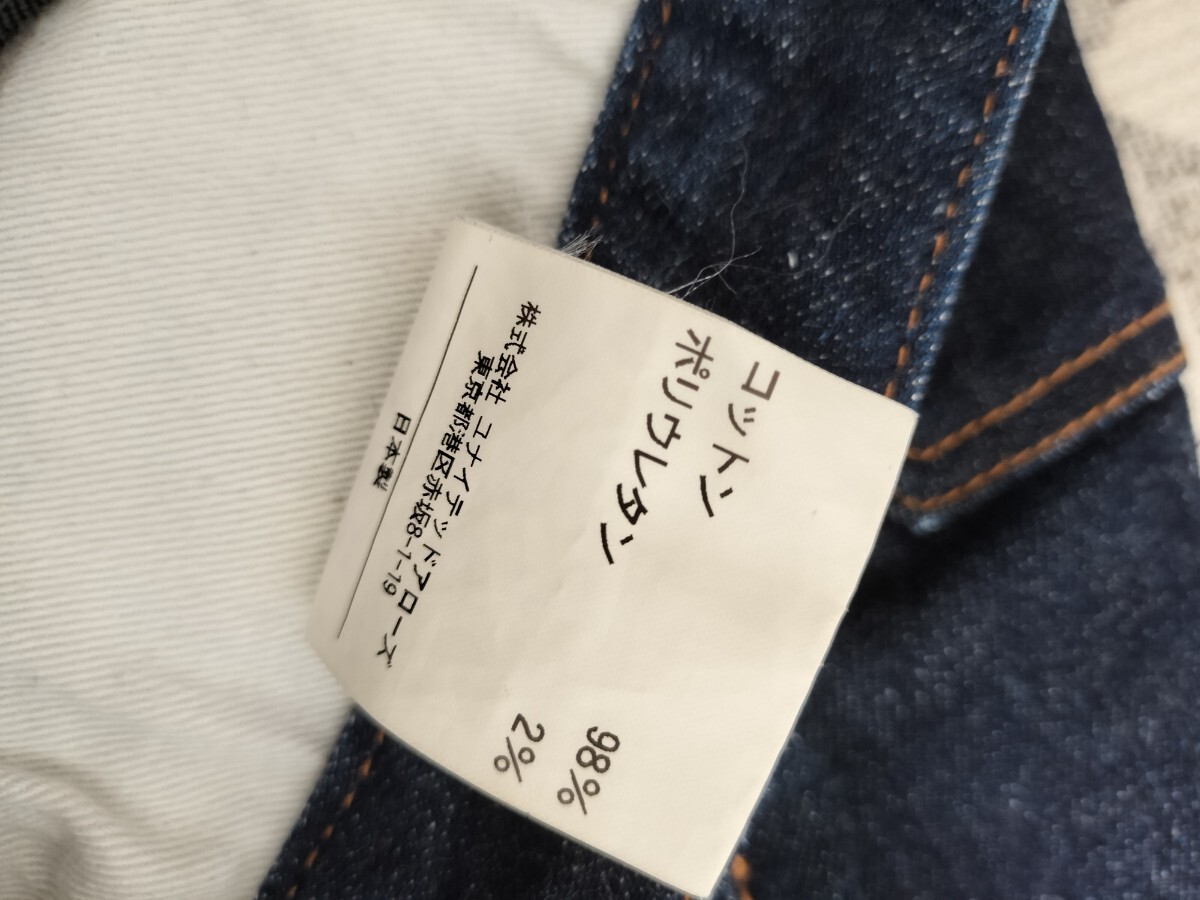 コットン 98%
ポリウレタン 2%
株式会社 ユナイテッドアローズ
東京都港区赤坂8-1-19
日本製